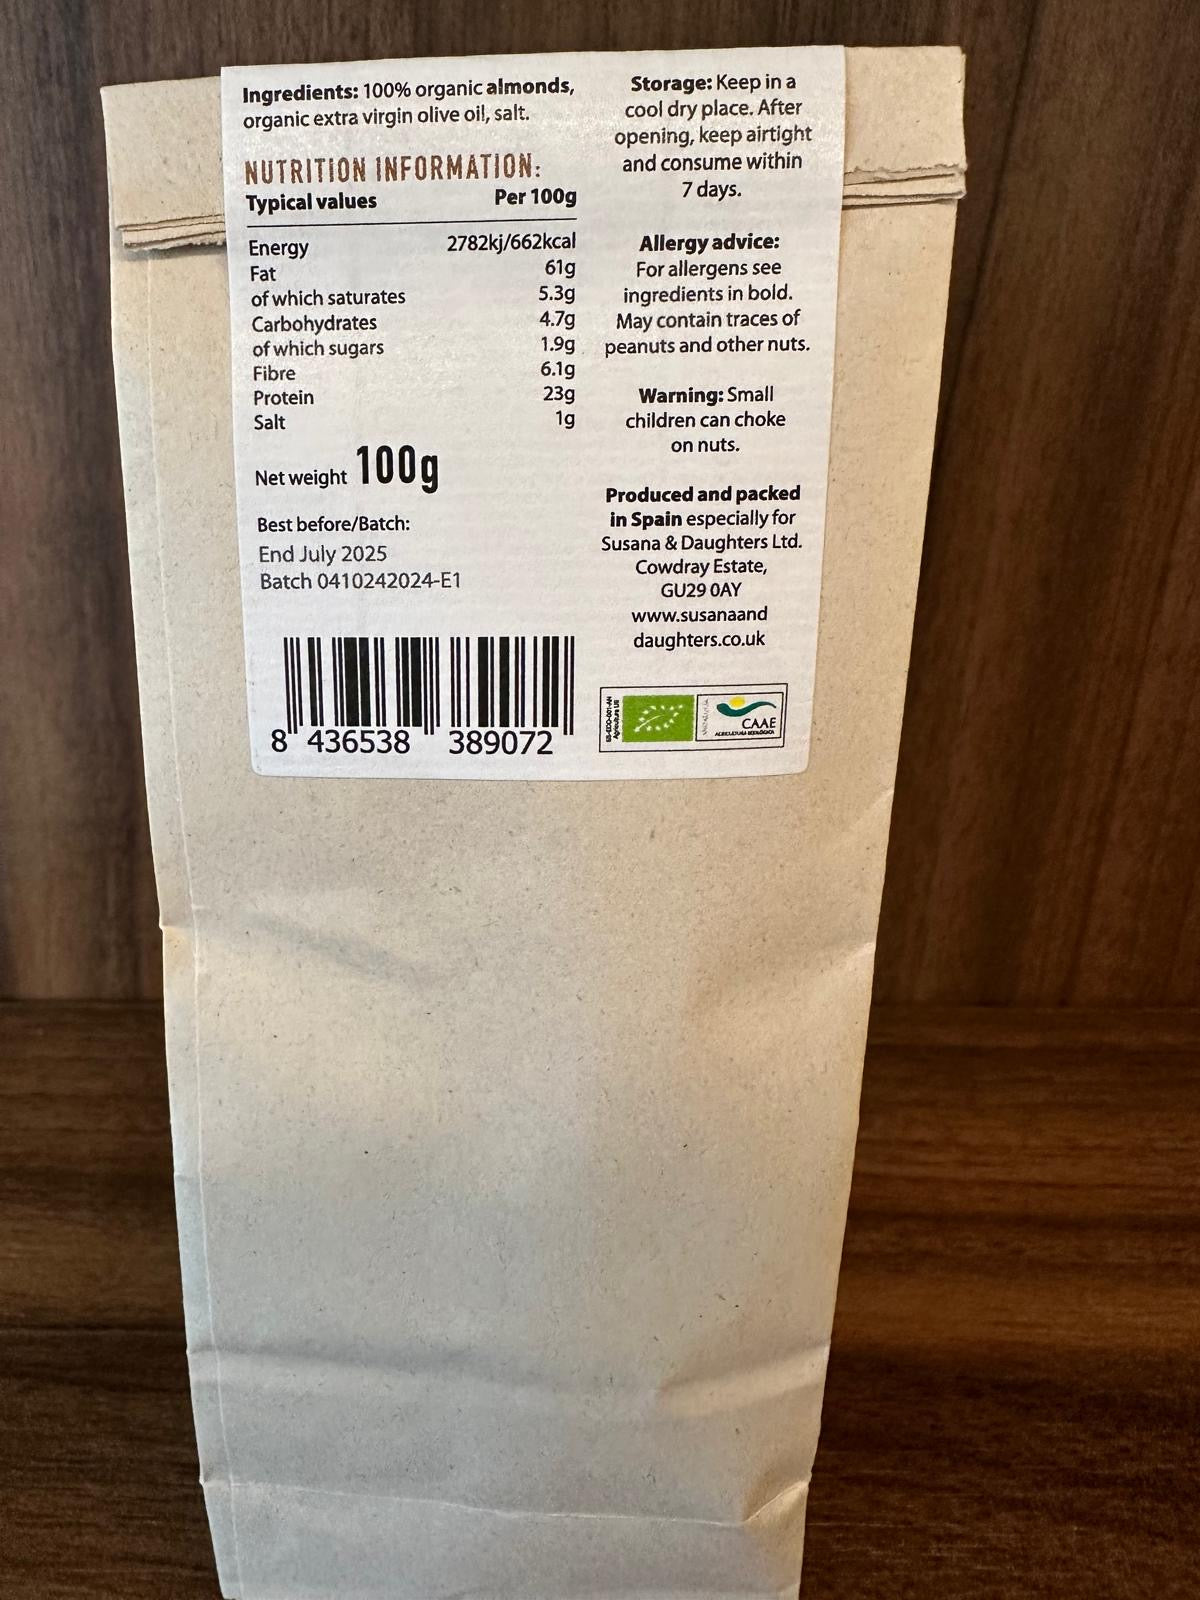 Ingredients: 100% organic almonds,
organic extra virgin olive oil, salt.
NUTRITION INFORMATION:
Typical values Per 100g
Energy 2782kj/662kcal
Fat 61g
of which saturates 5.3g
Carbohydrates 4.7g
of which sugars 1.9g
Fibre 6.1g
Protein 23g
Salt 1g
Net weight 100g
Best before/Batch:
End July 2025
Batch 0410242024-E1
8 436538 389072
Storage: Keep in a
cool dry place. After
opening, keep airtight
and consume within
7 days.
Allergy advice:
For allergens see
ingredients in bold.
May contain traces of
peanuts and other nuts.
Warning: Small
children can choke
on nuts.
Produced and packed
in Spain especially for
Susana & Daughters Ltd.
Cowdray Estate,
GU29 0AY
www.susanaand
daughters.co.uk
CAAE
AGRICULTURA ECOLÓGICA